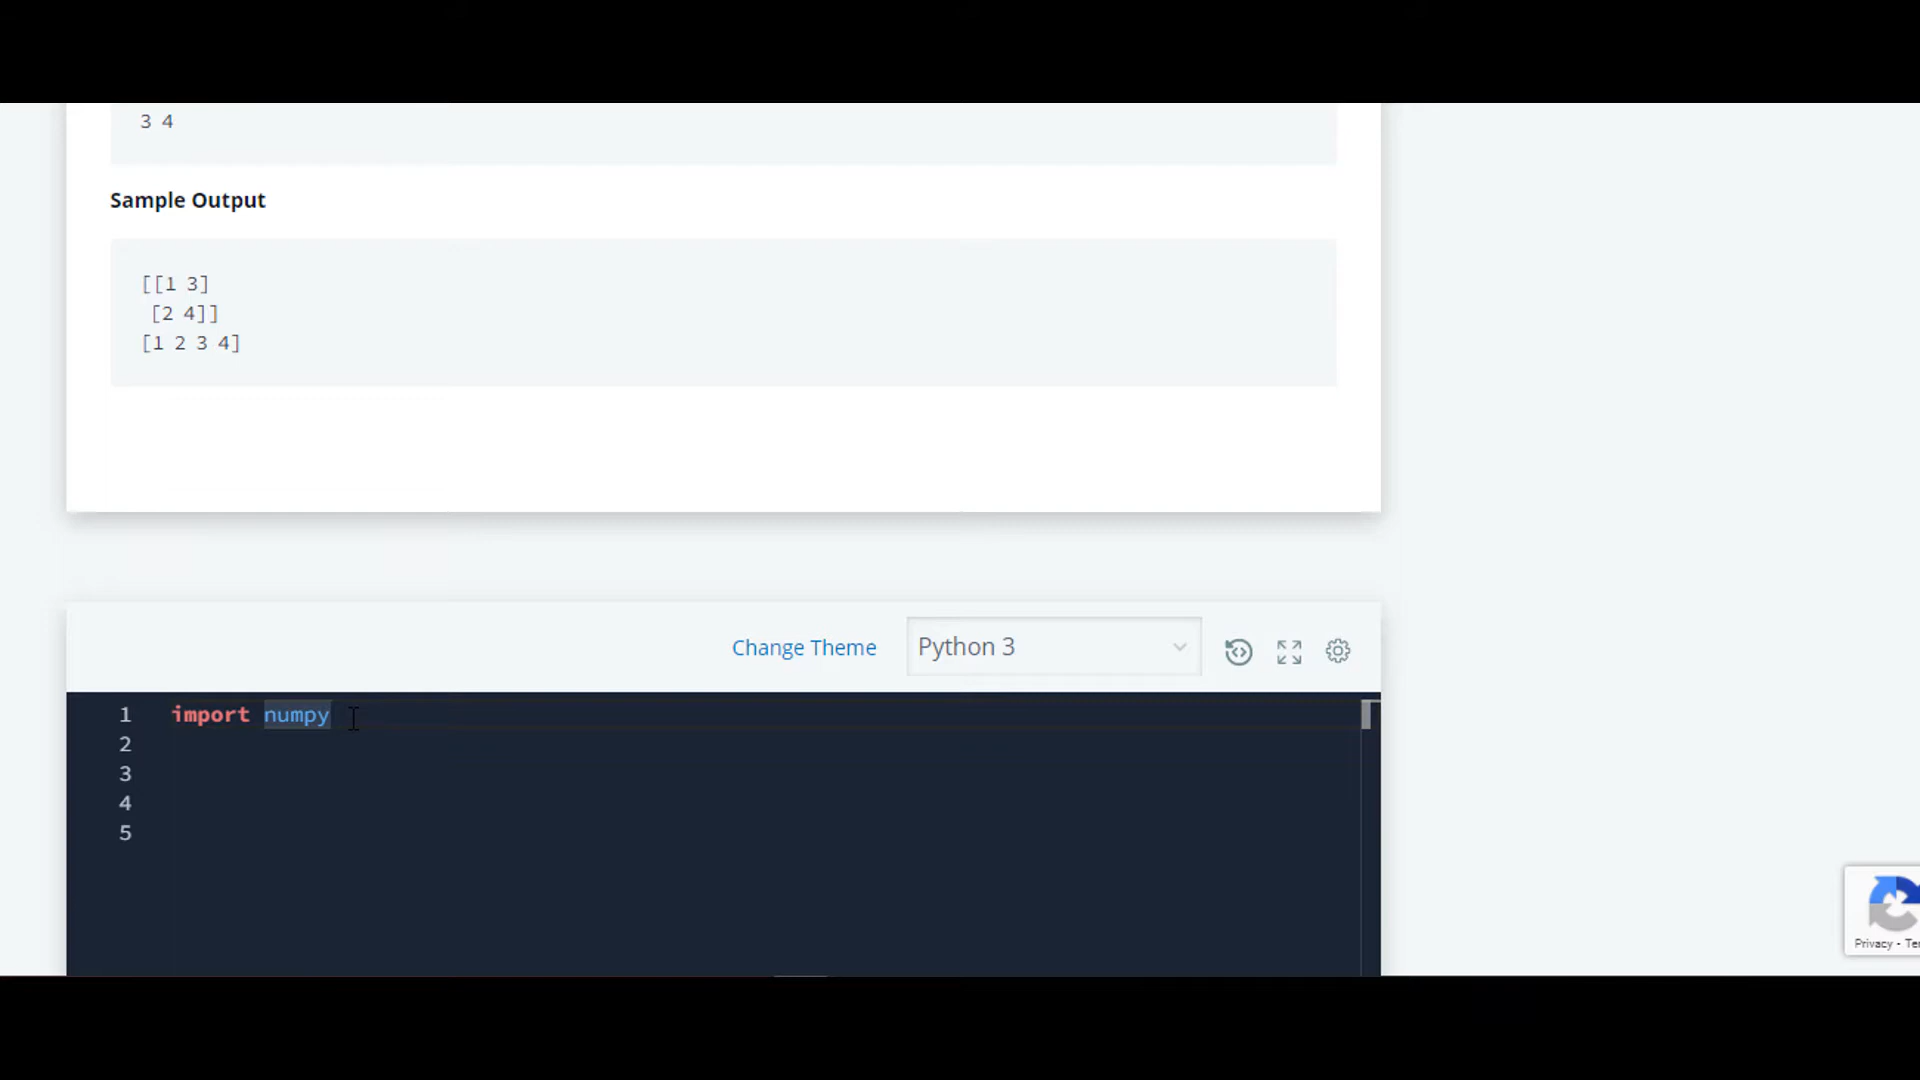 3 4
Sample Output
[[1 3]
[2 4]]
[1 2 3 4]
Change Theme
Python 3
1 import numpy
2
3
4
5
Privacy -